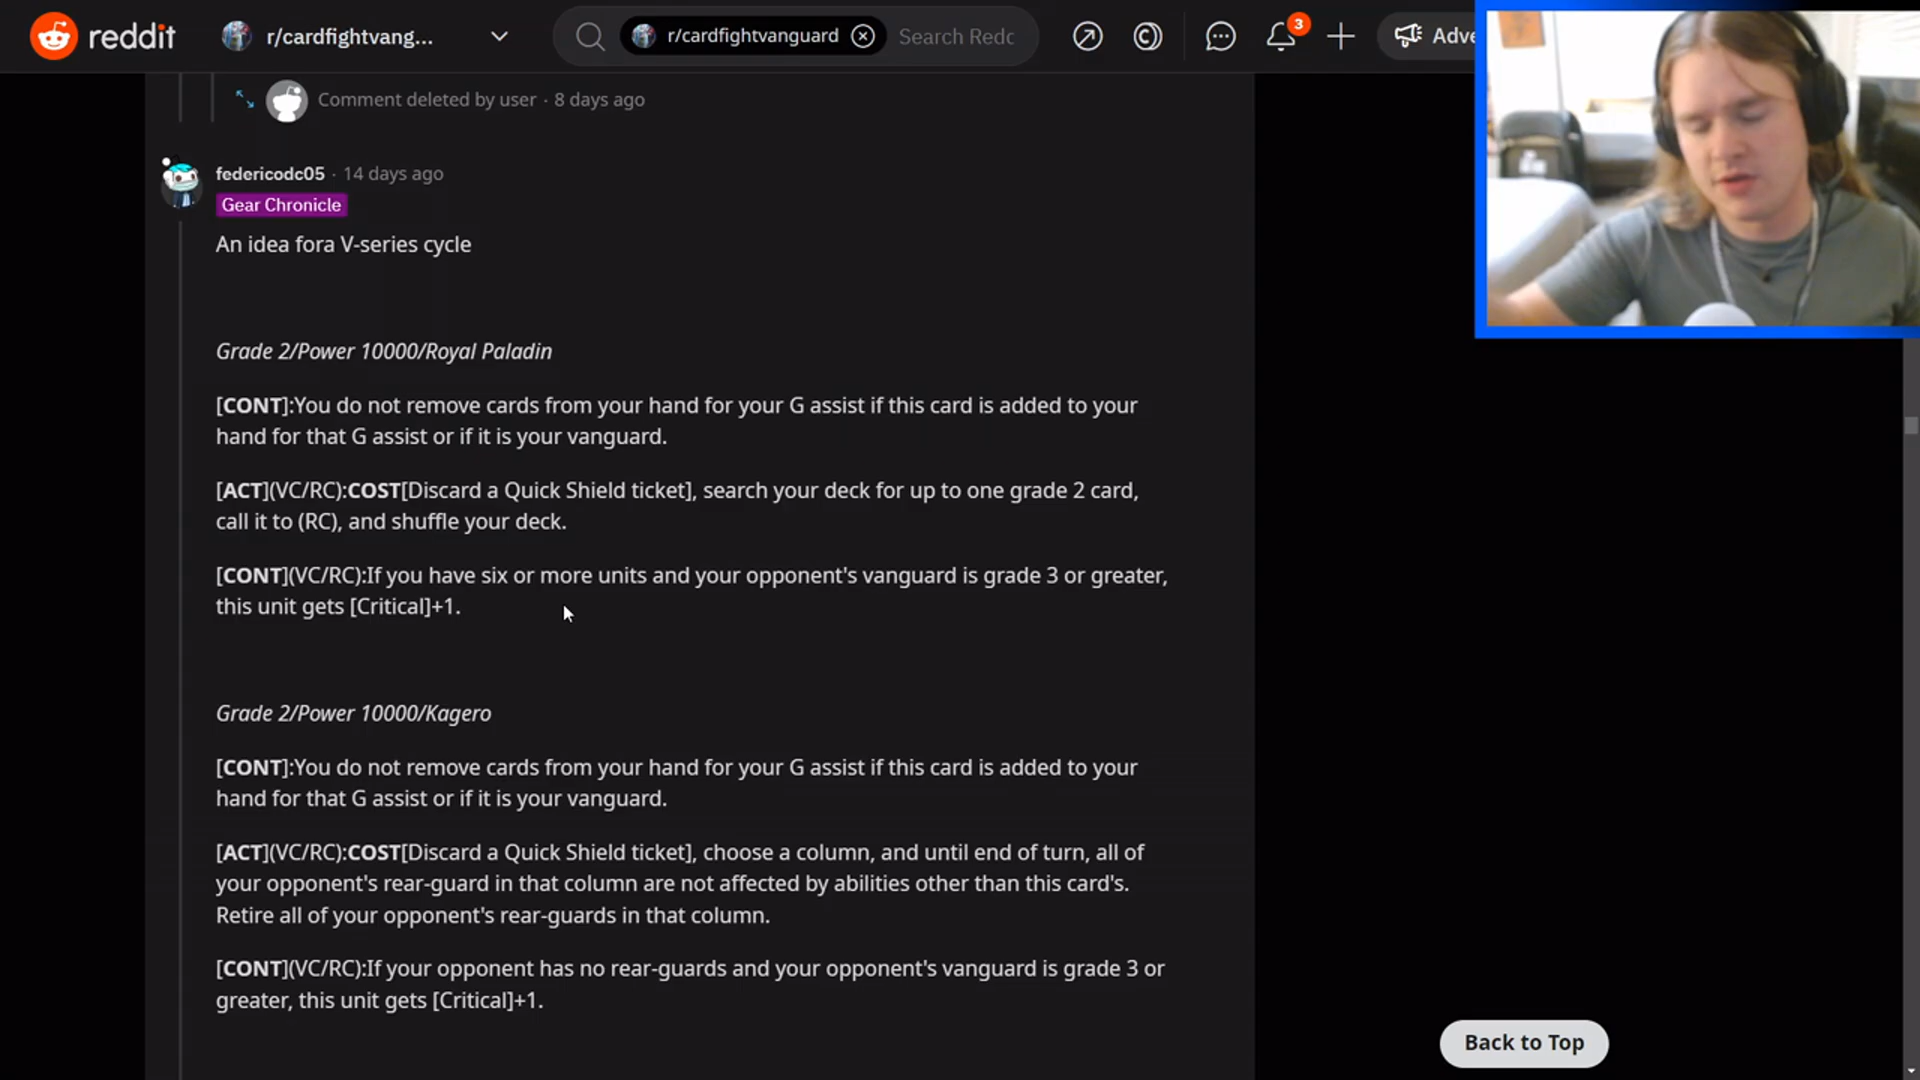 reddit
r/cardfightvang...
r/cardfightvanguard
Search Redc
3
Adve
Comment deleted by user · 8 days ago
federicodc05 · 14 days ago
Gear Chronicle
An idea fora V-series cycle
Grade 2/Power 10000/Royal Paladin
[CONT]:You do not remove cards from your hand for your G assist if this card is added to your
hand for that G assist or if it is your vanguard.
[ACT](VC/RC):COST[Discard a Quick Shield ticket], search your deck for up to one grade 2 card,
call it to (RC), and shuffle your deck.
[CONT](VC/RC):If you have six or more units and your opponent's vanguard is grade 3 or greater,
this unit gets [Critical]+1.
Grade 2/Power 10000/Kagero
[CONT]:You do not remove cards from your hand for your G assist if this card is added to your
hand for that G assist or if it is your vanguard.
[ACT](VC/RC):COST[Discard a Quick Shield ticket], choose a column, and until end of turn, all of
your opponent's rear-guard in that column are not affected by abilities other than this card's.
Retire all of your opponent's rear-guards in that column.
[CONT](VC/RC):If your opponent has no rear-guards and your opponent's vanguard is grade 3 or
greater, this unit gets [Critical]+1.
Back to Top